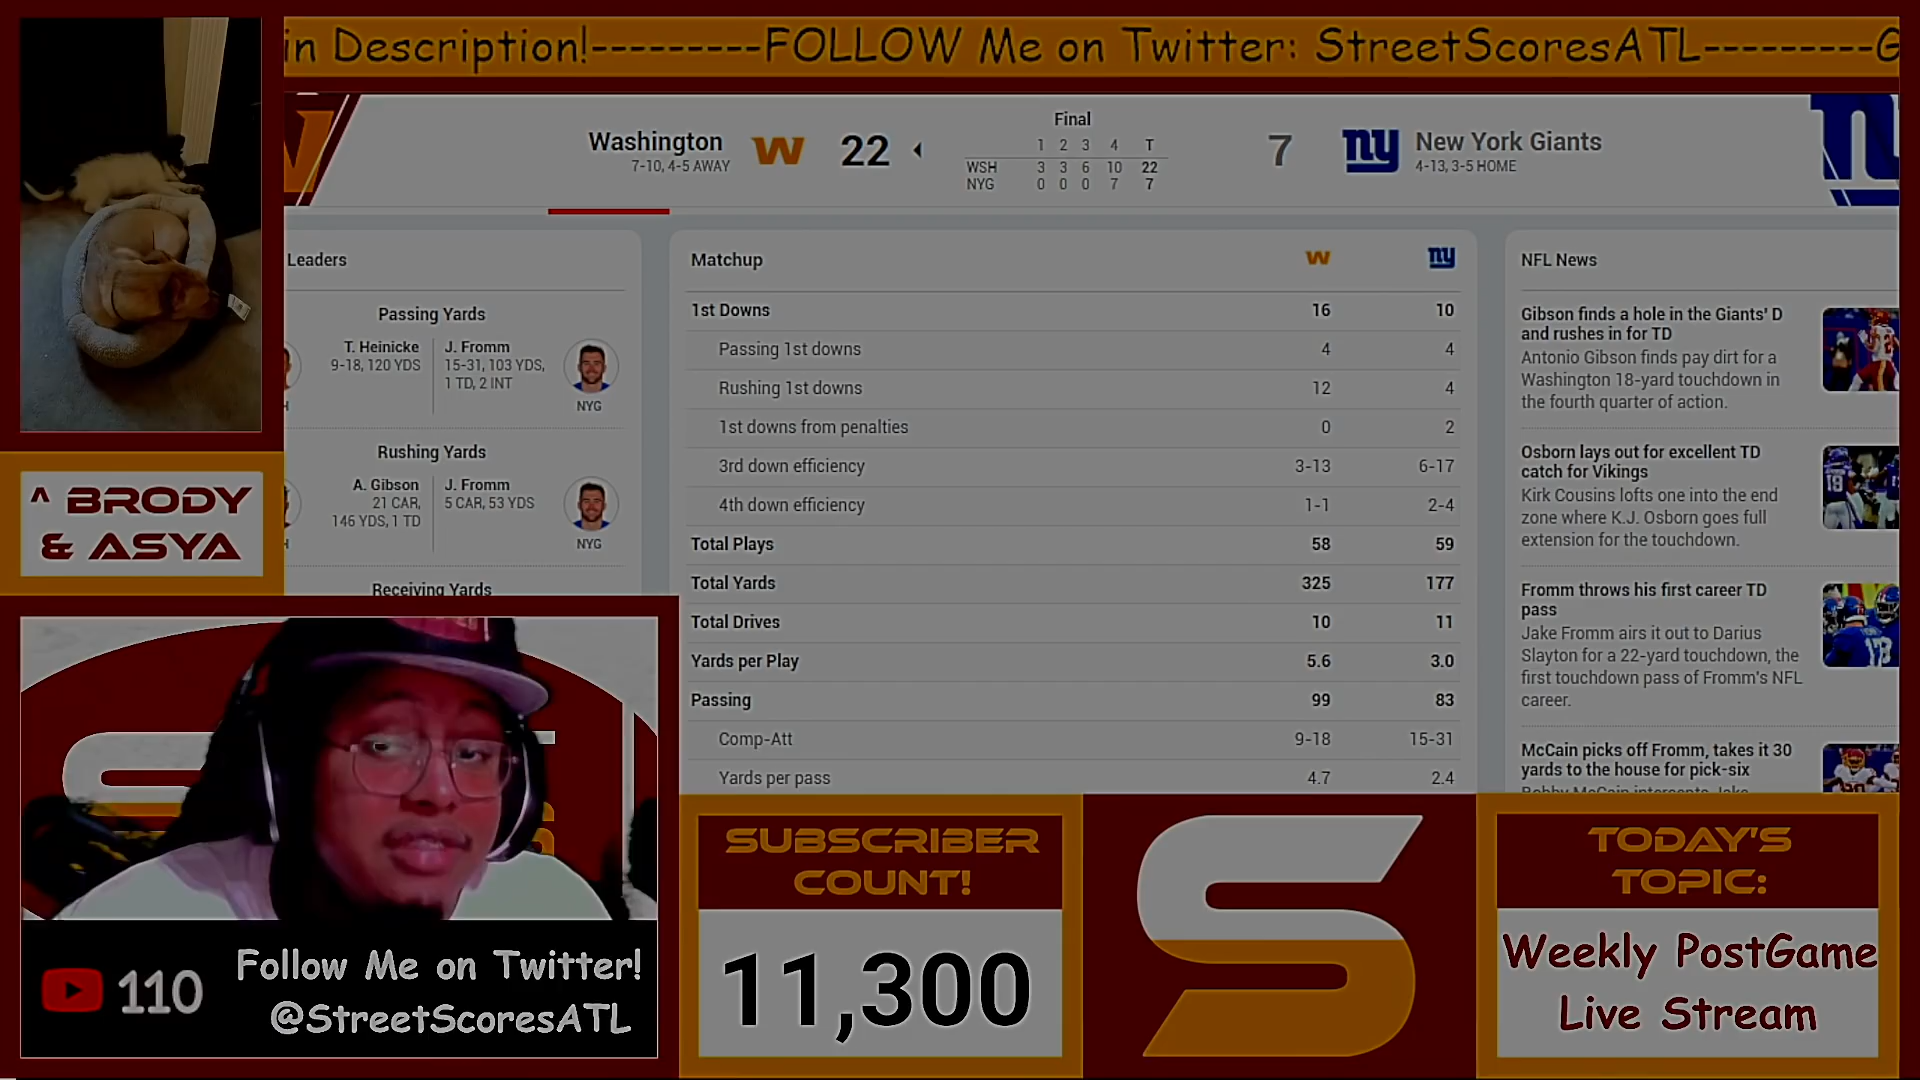 in Description!---------FOLLOW Me on Twitter: StreetScoresATL---------G
Washington
7-10, 4-5 AWAY
W
22
Final
1 2 3 4 T
WSH 3 3 6 10 22
NYG 0 0 0 7 7
7
ny
New York Giants
4-13, 3-5 HOME
Leaders
Passing Yards
T. Heinicke
9-18, 120 YDS
J. Fromm
15-31, 103 YDS,
1 TD, 2 INT
NYG
Rushing Yards
A. Gibson
21 CAR,
146 YDS, 1 TD
J. Fromm
5 CAR, 53 YDS
NYG
Receiving Yards
Matchup W ny
1st Downs 16 10
Passing 1st downs 4 4
Rushing 1st downs 12 4
1st downs from penalties 0 2
3rd down efficiency 3-13 6-17
4th down efficiency 1-1 2-4
Total Plays 58 59
Total Yards 325 177
Total Drives 10 11
Yards per Play 5.6 3.0
Passing 99 83
Comp-Att 9-18 15-31
Yards per pass 4.7 2.4
NFL News
Gibson finds a hole in the Giants' D
and rushes in for TD
Antonio Gibson finds pay dirt for a
Washington 18-yard touchdown in
the fourth quarter of action.
Osborn lays out for excellent TD
catch for Vikings
Kirk Cousins lofts one into the end
zone where K.J. Osborn goes full
extension for the touchdown.
Fromm throws his first career TD
pass
Jake Fromm airs it out to Darius
Slayton for a 22-yard touchdown, the
first touchdown pass of Fromm's NFL
career.
McCain picks off Fromm, takes it 30
yards to the house for pick-six
Bobby McCain intercepts Jake
^ BRODY
& ASYA
110
Follow Me on Twitter!
@StreetScoresATL
SUBSCRIBER
COUNT!
11,300
S
TODAY'S
TOPIC:
Weekly PostGame
Live Stream